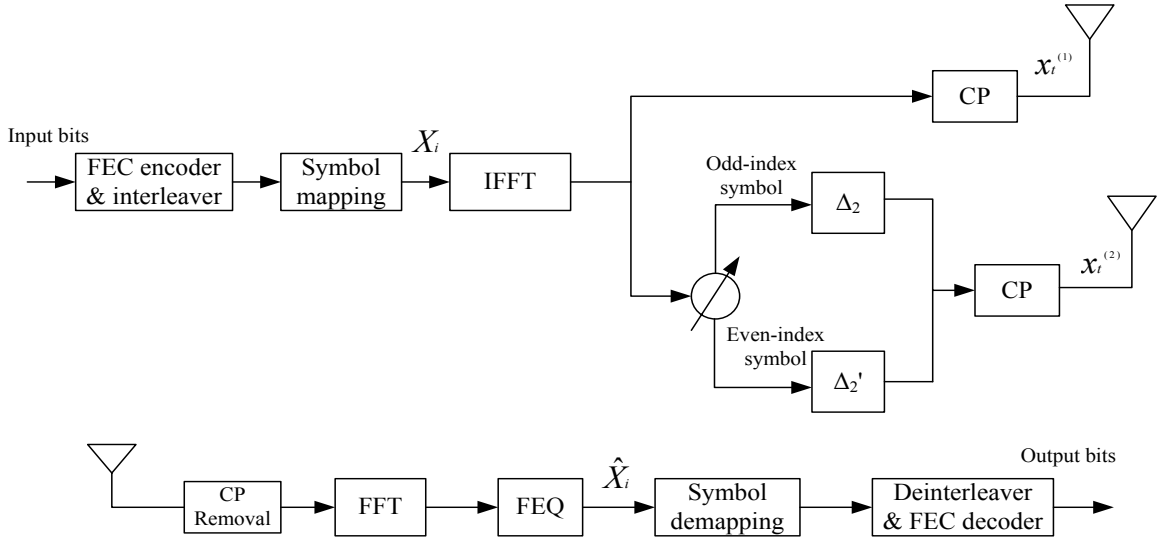 x_t^{(1)}
CP
Input bits
FEC encoder
& interleaver
Symbol
mapping
X_i
IFFT
Odd-index
symbol
Δ_2
x_t^{(2)}
CP
Even-index
symbol
Δ_2'
CP
Removal
FFT
FEQ
X̂_i
Symbol
demapping
Deinterleaver
& FEC decoder
Output bits